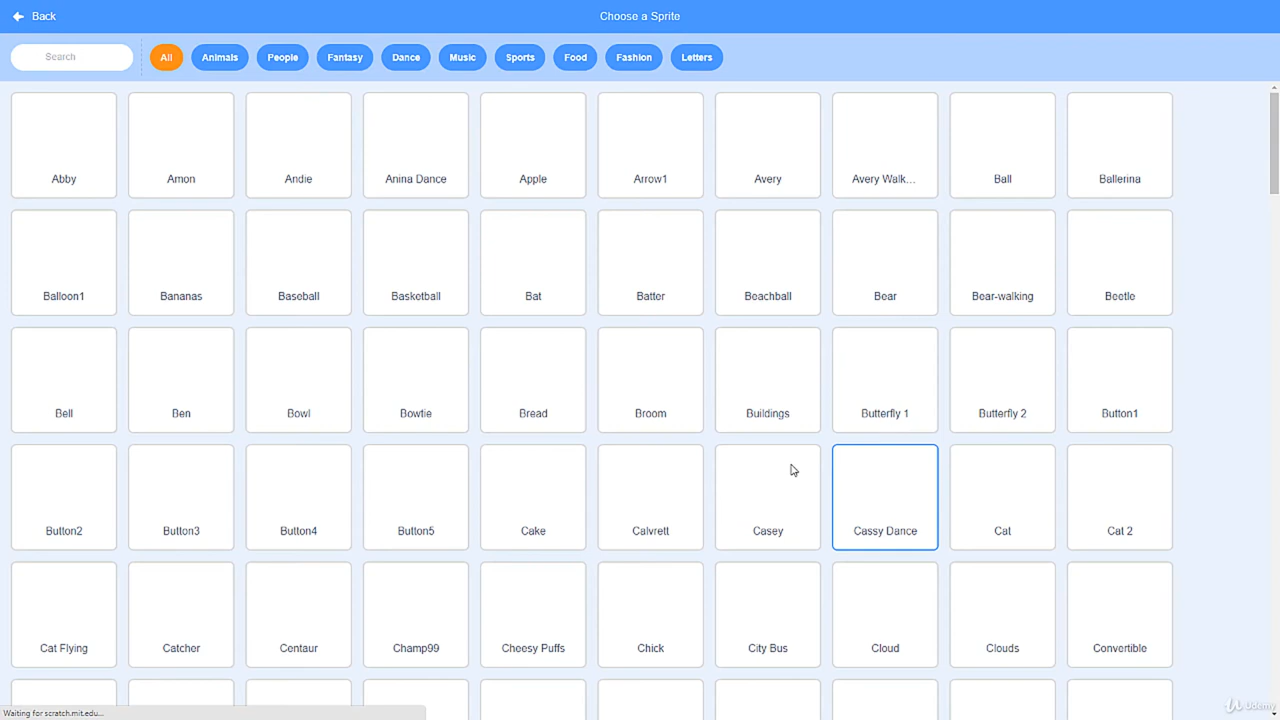 Back
Choose a Sprite
Search
All
Animals
People
Fantasy
Dance
Music
Sports
Food
Fashion
Letters
Abby
Amon
Andie
Anina Dance
Apple
Arrow1
Avery
Avery Walk...
Ball
Ballerina
Balloon1
Bananas
Baseball
Basketball
Bat
Batter
Beachball
Bear
Bear-walking
Beetle
Bell
Ben
Bowl
Bowtie
Bread
Broom
Buildings
Butterfly 1
Butterfly 2
Button1
Button2
Button3
Button4
Button5
Cake
Calvrett
Casey
Cassy Dance
Cat
Cat 2
Cat Flying
Catcher
Centaur
Champ99
Cheesy Puffs
Chick
City Bus
Cloud
Clouds
Convertible
Waiting for scratch.mit.edu...
Udemy